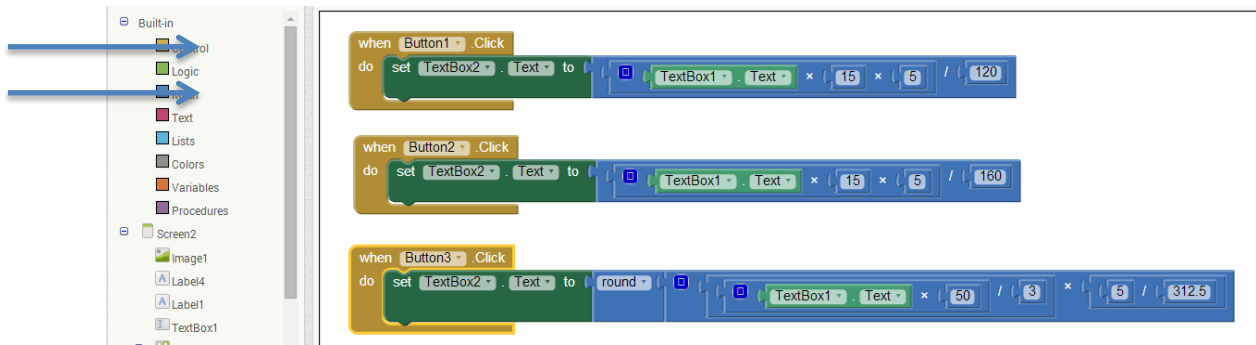 Built-in
Logic
Text
Lists
Colors
Variables
Procedures
Screen2
Image1
Label4
Label1
TextBox1
when Button1 .Click
do set TextBox2 . Text to TextBox1 . Text × 15 × 5 / 120
when Button2 .Click
do set TextBox2 . Text to TextBox1 . Text × 15 × 5 / 160
when Button3 .Click
do set TextBox2 . Text to round TextBox1 . Text × 50 / 3 × 5 / 312.5